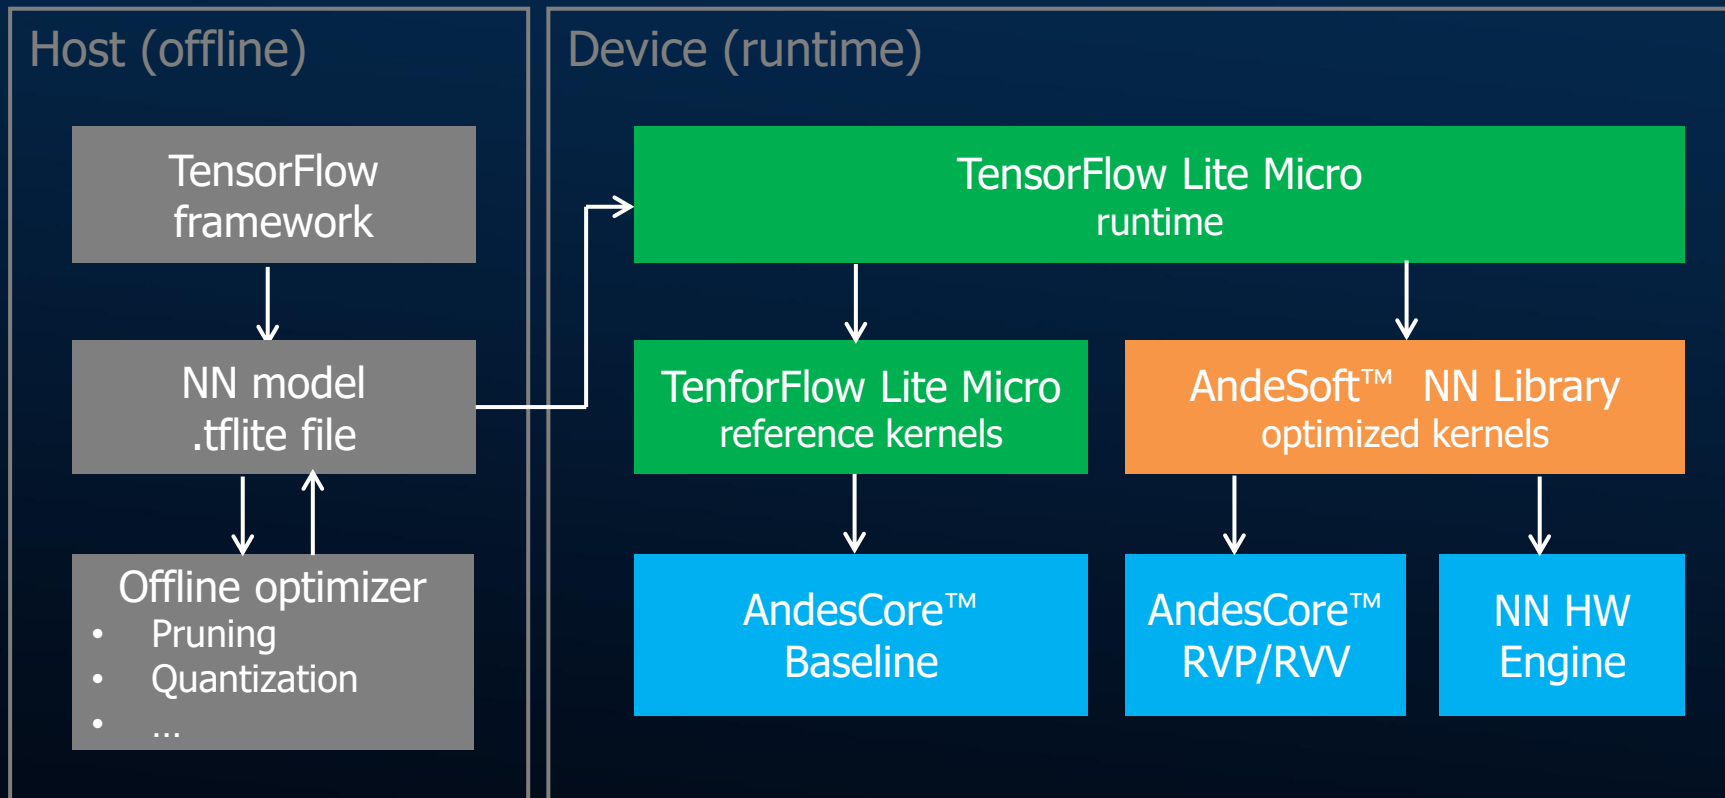 Host (offline)
TensorFlow
framework
NN model
.tflite file
Offline optimizer
• Pruning
• Quantization
• ...
Device (runtime)
TensorFlow Lite Micro
runtime
TenforFlow Lite Micro
reference kernels
AndeSoft™ NN Library
optimized kernels
AndesCore™
Baseline
AndesCore™
RVP/RVV
NN HW
Engine